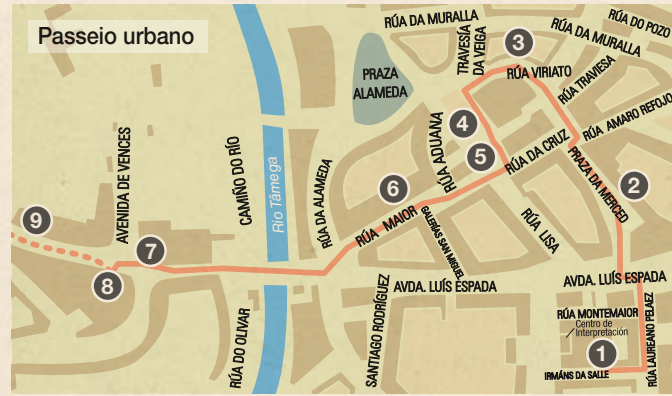 Passeio urbano
RÚA DA MURALLA
RÚA DO POZO
RÚA DA MURALLA
TRAVESÍA
DA VEIGA
3
RÚA VIRIATO
RÚA TRAVIESA
PRAZA
ALAMEDA
RÚA AMARO REFOJO
4
RÚA ADUANA
5
RÚA DA CRUZ
PRAZA DA MERCED
2
6
RÚA MAIOR
GALERÍAS SAN MIGUEL
RÚA LISA
RÚA DA ALAMEDA
Rio Tâmega
CAMIÑO DO RÍO
AVENIDA DE VENCES
9
7
8
RÚA DO OLIVAR
SANTIAGO RODRÍGUEZ
AVDA. LUÍS ESPADA
AVDA. LUÍS ESPADA
RÚA MONTEMAIOR
Centro de
Interpretación
1
RÚA LAUREANO PELAEZ
IRMÁNS DA SALLE